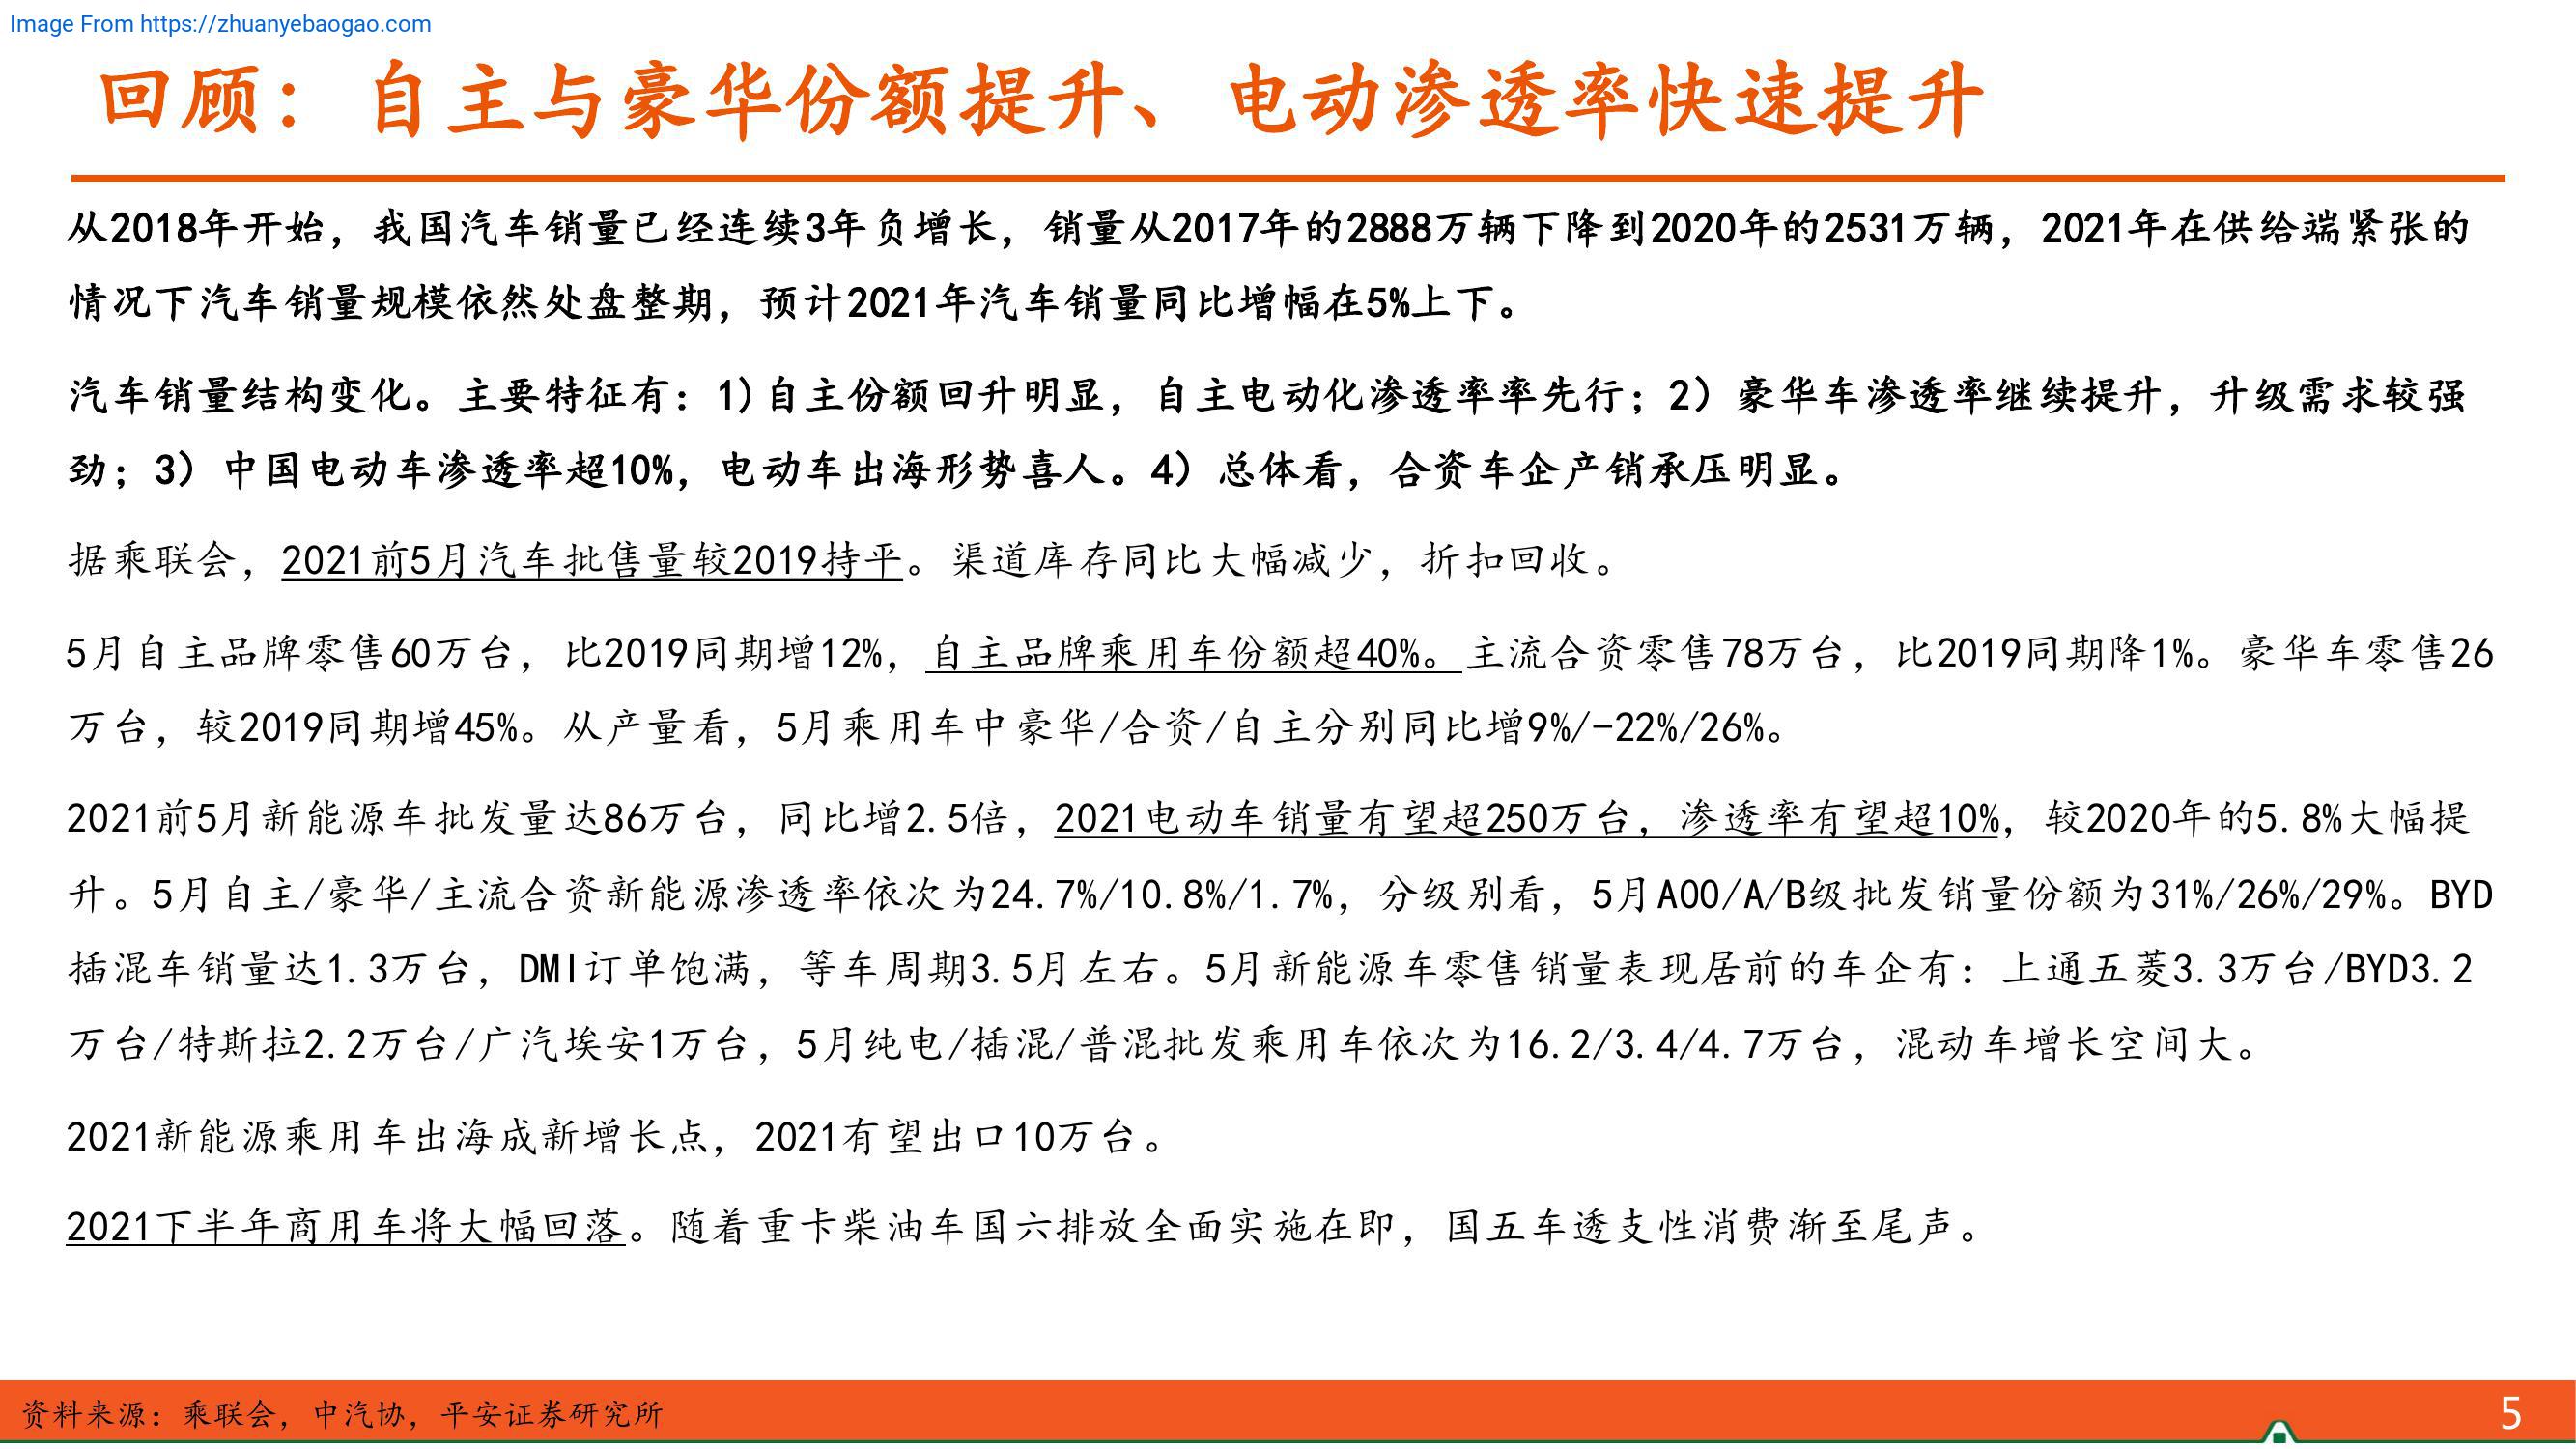 Image From https://zhuanyebaogao.com
回顾：自主与豪华份额提升、电动渗透率快速提升
从2018年开始，我国汽车销量已经连续3年负增长，销量从2017年的2888万辆下降到2020年的2531万辆，2021年在供给端紧张的
情况下汽车销量规模依然处盘整期，预计2021年汽车销量同比增幅在5%上下。
汽车销量结构变化。主要特征有：1)自主份额回升明显，自主电动化渗透率率先行；2）豪华车渗透率继续提升，升级需求较强
劲；3）中国电动车渗透率超10%，电动车出海形势喜人。4）总体看，合资车企产销承压明显。
据乘联会，2021前5月汽车批售量较2019持平。渠道库存同比大幅减少，折扣回收。
5月自主品牌零售60万台，比2019同期增12%，自主品牌乘用车份额超40%。主流合资零售78万台，比2019同期降1%。豪华车零售26
万台，较2019同期增45%。从产量看，5月乘用车中豪华/合资/自主分别同比增9%/-22%/26%。
2021前5月新能源车批发量达86万台，同比增2.5倍，2021电动车销量有望超250万台，渗透率有望超10%，较2020年的5.8%大幅提
升。5月自主/豪华/主流合资新能源渗透率依次为24.7%/10.8%/1.7%，分级别看，5月A00/A/B级批发销量份额为31%/26%/29%。BYD
插混车销量达1.3万台，DMI订单饱满，等车周期3.5月左右。5月新能源车零售销量表现居前的车企有：上通五菱3.3万台/BYD3.2
万台/特斯拉2.2万台/广汽埃安1万台，5月纯电/插混/普混批发乘用车依次为16.2/3.4/4.7万台，混动车增长空间大。
2021新能源乘用车出海成新增长点，2021有望出口10万台。
2021下半年商用车将大幅回落。随着重卡柴油车国六排放全面实施在即，国五车透支性消费渐至尾声。
资料来源：乘联会，中汽协，平安证券研究所
5